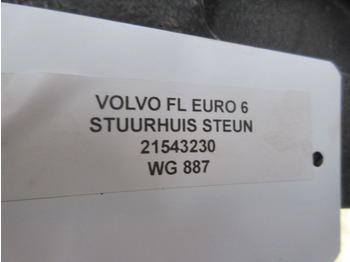 VOLVO FL EURO 6
STUURHUIS STEUN
21543230
WG 887